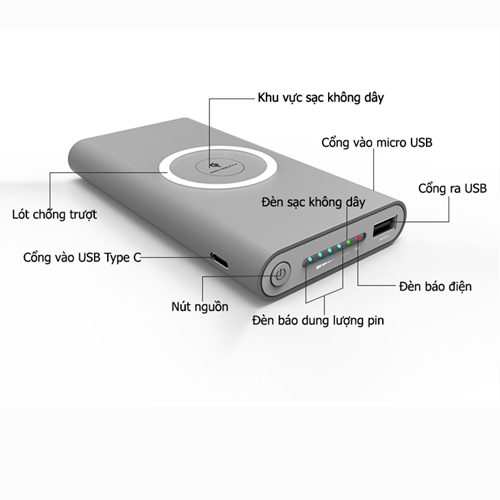 Khu vực sạc không dây
Cổng vào micro USB
Cổng ra USB
Đèn sạc không dây
Lót chống trượt
Cổng vào USB Type C
Đèn báo điện
Nút nguồn
Đèn báo dung lượng pin